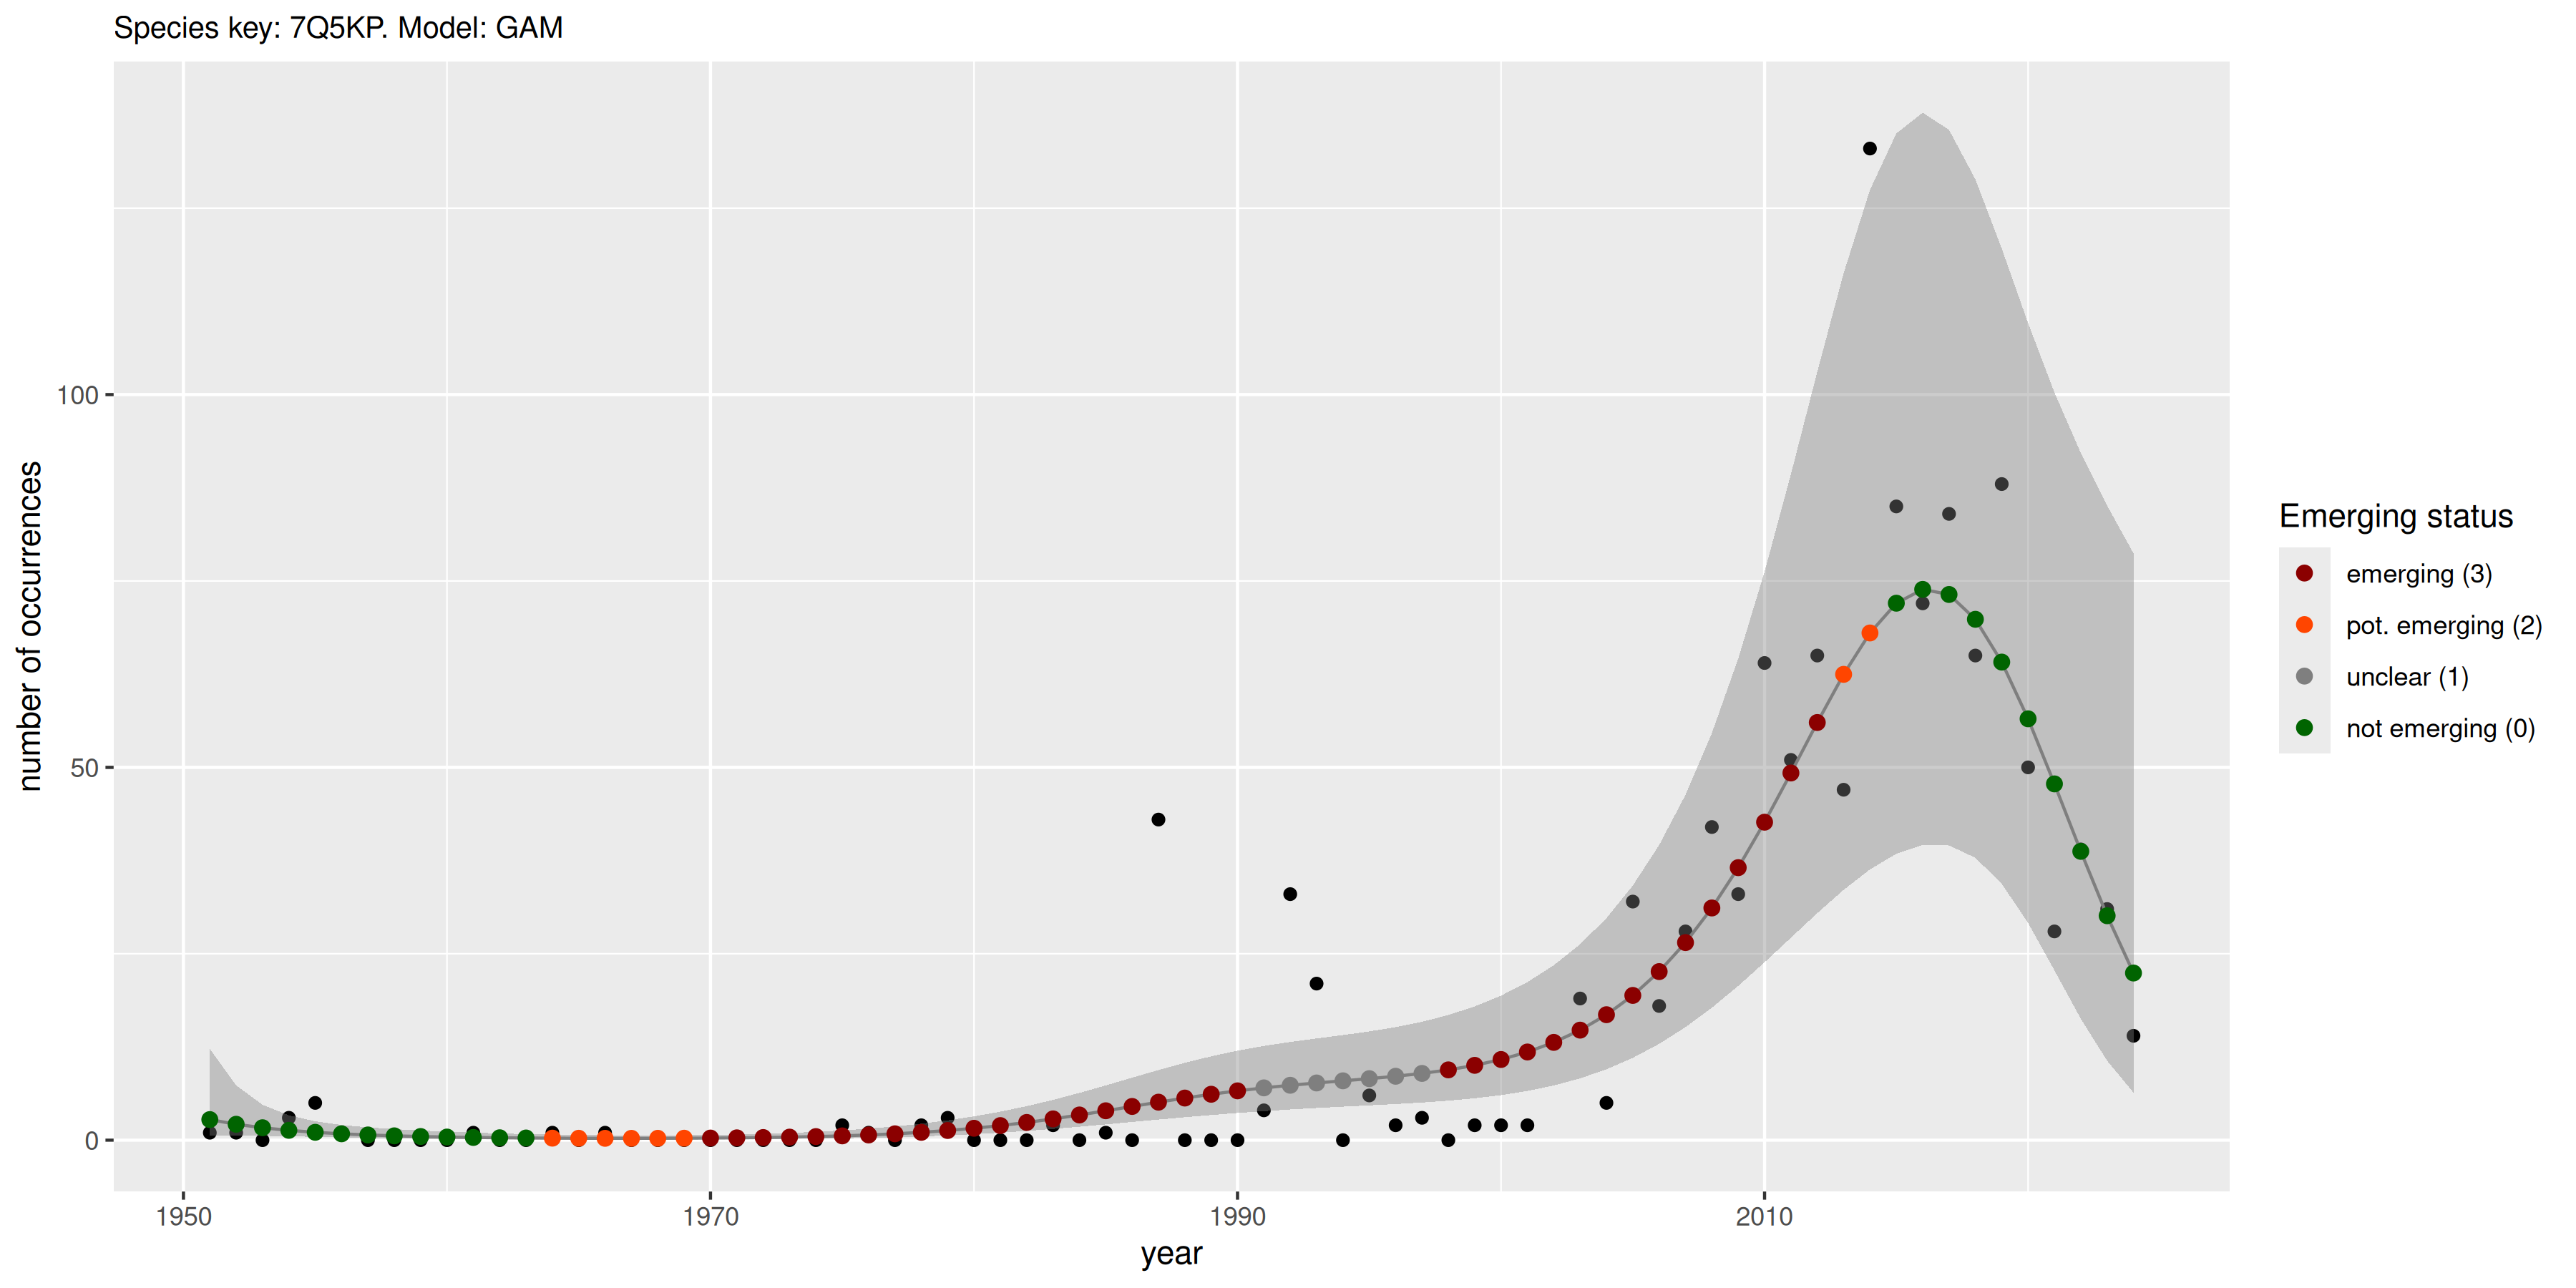 Species key: 7Q5KP. Model: GAM
number of occurrences
100
50
0
1950
1970
1990
2010
year
Emerging status
emerging (3)
pot. emerging (2)
unclear (1)
not emerging (0)